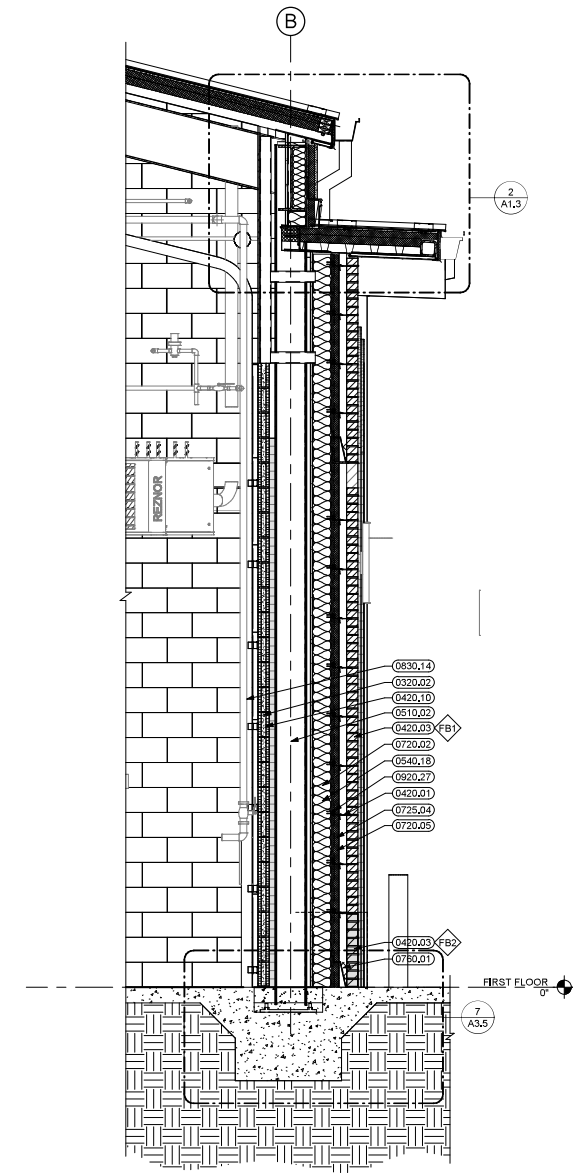 B
2
A1.3
REZNOR
0830.14
0320.02
0420.10
0510.02
0420.03 FB1
0720.02
0540.18
0920.27
0420.01
0725.04
0720.05
0420.03 FB2
0760.01
FIRST FLOOR
0"
7
A3.5